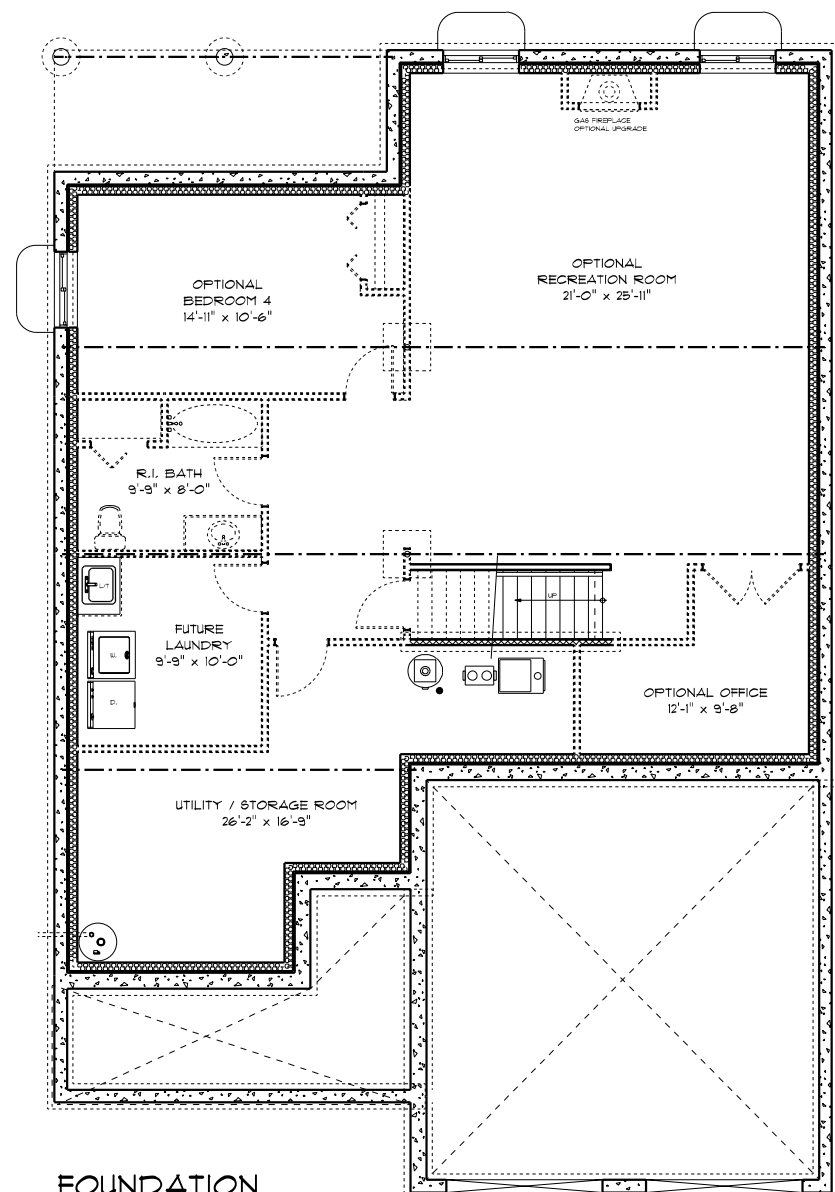 GAS FIREPLACE
OPTIONAL UPGRADE
OPTIONAL
RECREATION ROOM
21'-0" x 25'-11"
OPTIONAL
BEDROOM 4
14'-11" x 10'-6"
R.I. BATH
9'-9" x 8'-0"
L/T
UP
FUTURE
LAUNDRY
9'-9" x 10'-0"
W.
D.
OPTIONAL OFFICE
12'-1" x 9'-8"
UTILITY / STORAGE ROOM
26'-2" x 16'-9"
FOUNDATION